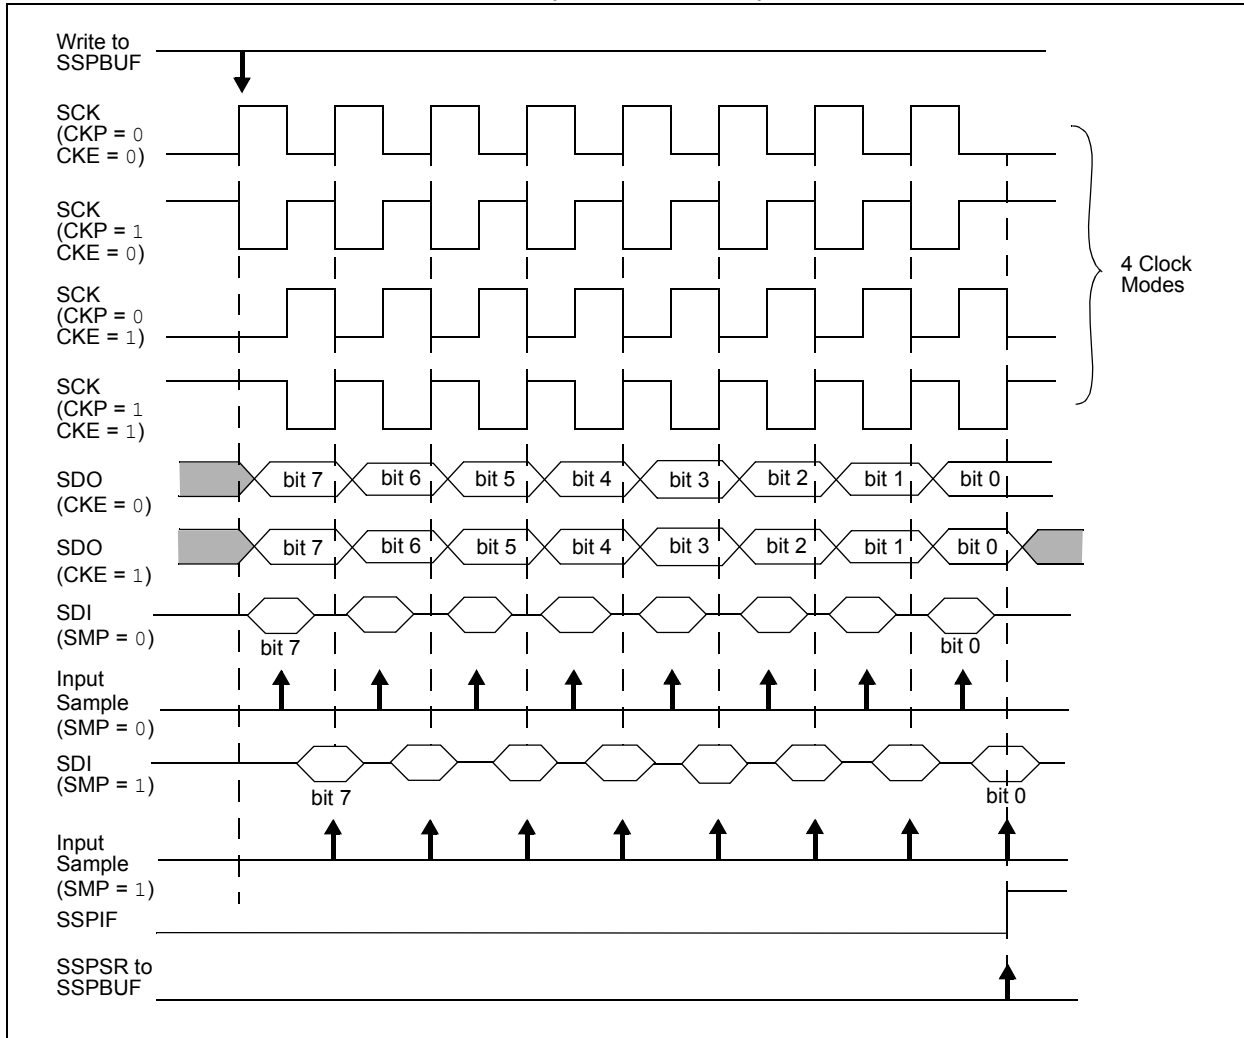 Write to
SSPBUF
SCK
(CKP = 0
CKE = 0)
SCK
(CKP = 1
CKE = 0)
SCK
(CKP = 0
CKE = 1)
SCK
(CKP = 1
CKE = 1)
4 Clock
Modes
SDO
(CKE = 0)
bit 7 bit 6 bit 5 bit 4 bit 3 bit 2 bit 1 bit 0
SDO
(CKE = 1)
bit 7 bit 6 bit 5 bit 4 bit 3 bit 2 bit 1 bit 0
SDI
(SMP = 0)
bit 7 bit 0
Input
Sample
(SMP = 0)
SDI
(SMP = 1)
bit 7 bit 0
Input
Sample
(SMP = 1)
SSPIF
SSPSR to
SSPBUF